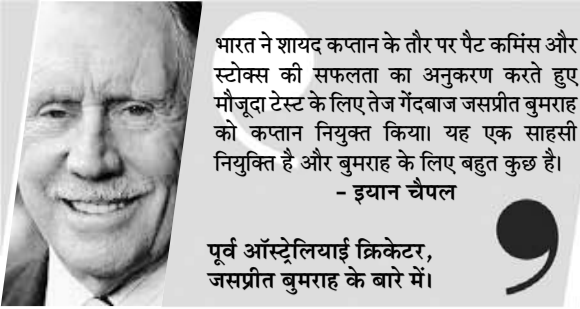 भारत ने शायद कप्तान के तौर पर पैट कमिंस और
स्टोक्स की सफलता का अनुकरण करते हुए
मौजूदा टेस्ट के लिए तेज गेंदबाज जसप्रीत बुमराह
को कप्तान नियुक्त किया। यह एक साहसी
नियुक्ति है और बुमराह के लिए बहुत कुछ है।
- इयान चैपल
पूर्व ऑस्ट्रेलियाई क्रिकेटर,
जसप्रीत बुमराह के बारे में।